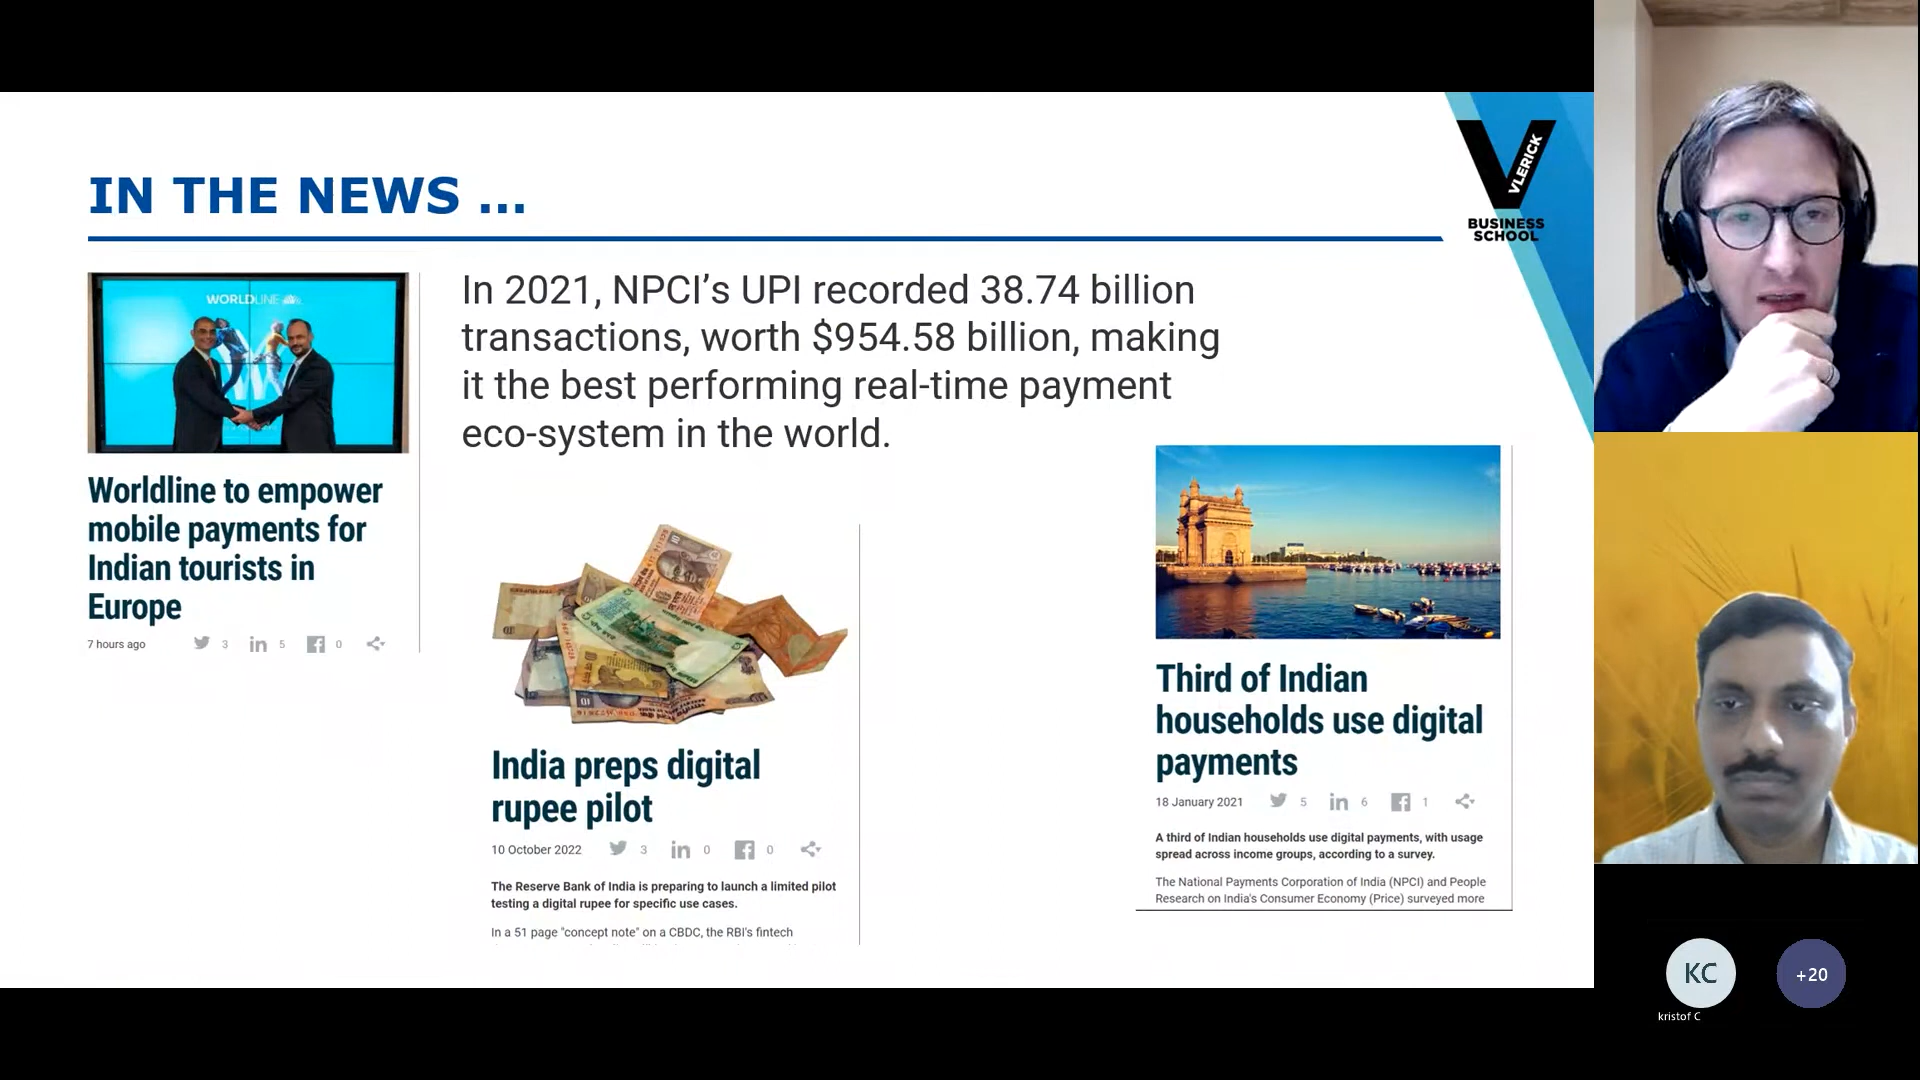 IN THE NEWS ...
VLERICK
BUSINESS
SCHOOL
WORLDLINE
Worldline to empower
mobile payments for
Indian tourists in
Europe
7 hours ago 3 in 5 0
In 2021, NPCI’s UPI recorded 38.74 billion
transactions, worth $954.58 billion, making
it the best performing real-time payment
eco-system in the world.
India preps digital
rupee pilot
10 October 2022 3 in 0 0
The Reserve Bank of India is preparing to launch a limited pilot
testing a digital rupee for specific use cases.
In a 51 page "concept note" on a CBDC, the RBI's fintech
Third of Indian
households use digital
payments
18 January 2021 5 in 6 1
A third of Indian households use digital payments, with usage
spread across income groups, according to a survey.
The National Payments Corporation of India (NPCI) and People
Research on India's Consumer Economy (Price) surveyed more
KC
kristof C
+20